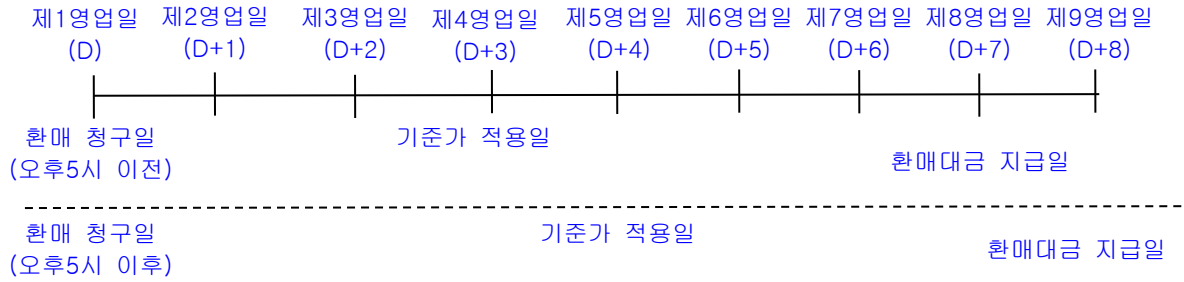 제1영업일 제2영업일 제3영업일 제4영업일 제5영업일 제6영업일 제7영업일 제8영업일 제9영업일
(D) (D+1) (D+2) (D+3) (D+4) (D+5) (D+6) (D+7) (D+8)
환매 청구일 기준가 적용일
(오후5시 이전) 환매대금 지급일
환매 청구일 기준가 적용일
(오후5시 이후) 환매대금 지급일